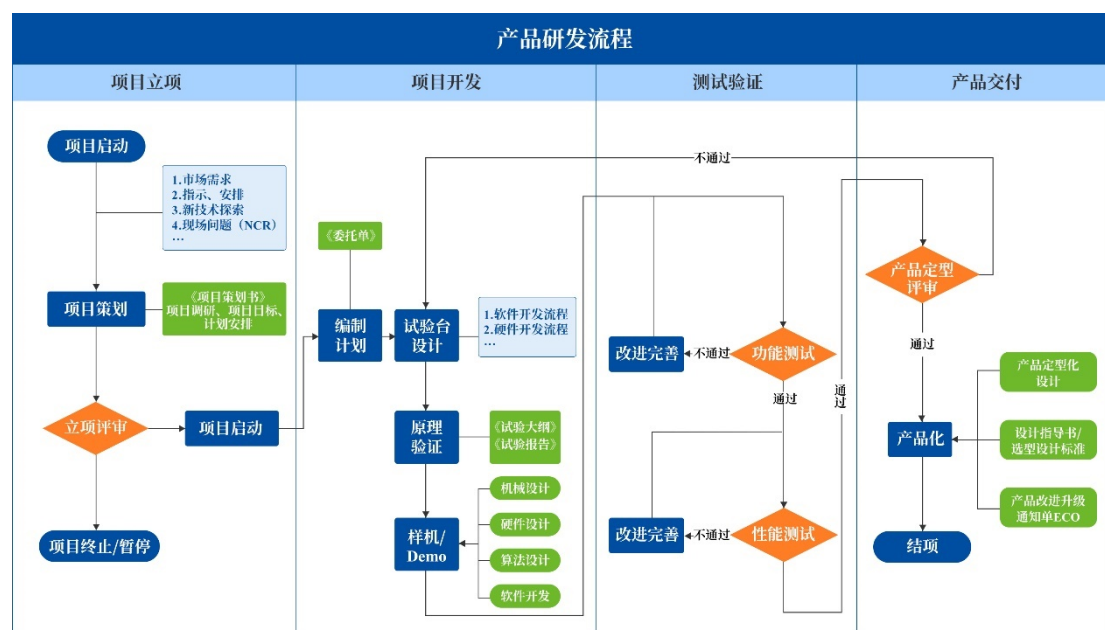 产品研发流程
项目立项
项目开发
测试验证
产品交付
项目启动
1.市场需求
2.指示、安排
3.新技术探索
4.现场问题（NCR）
…
项目策划
《项目策划书》
项目调研、项目目标、
计划安排
立项评审
项目启动
项目终止/暂停
《委托单》
编制
计划
试验台
设计
1.软件开发流程
2.硬件开发流程
…
原理
验证
《试验大纲》
《试验报告》
样机/
Demo
机械设计
硬件设计
算法设计
软件开发
不通过
改进完善
不通过
功能测试
通过
改进完善
不通过
性能测试
通过
产品定型
评审
通过
产品化
产品定型化
设计
设计指导书/
选型设计标准
产品改进升级
通知单ECO
结项